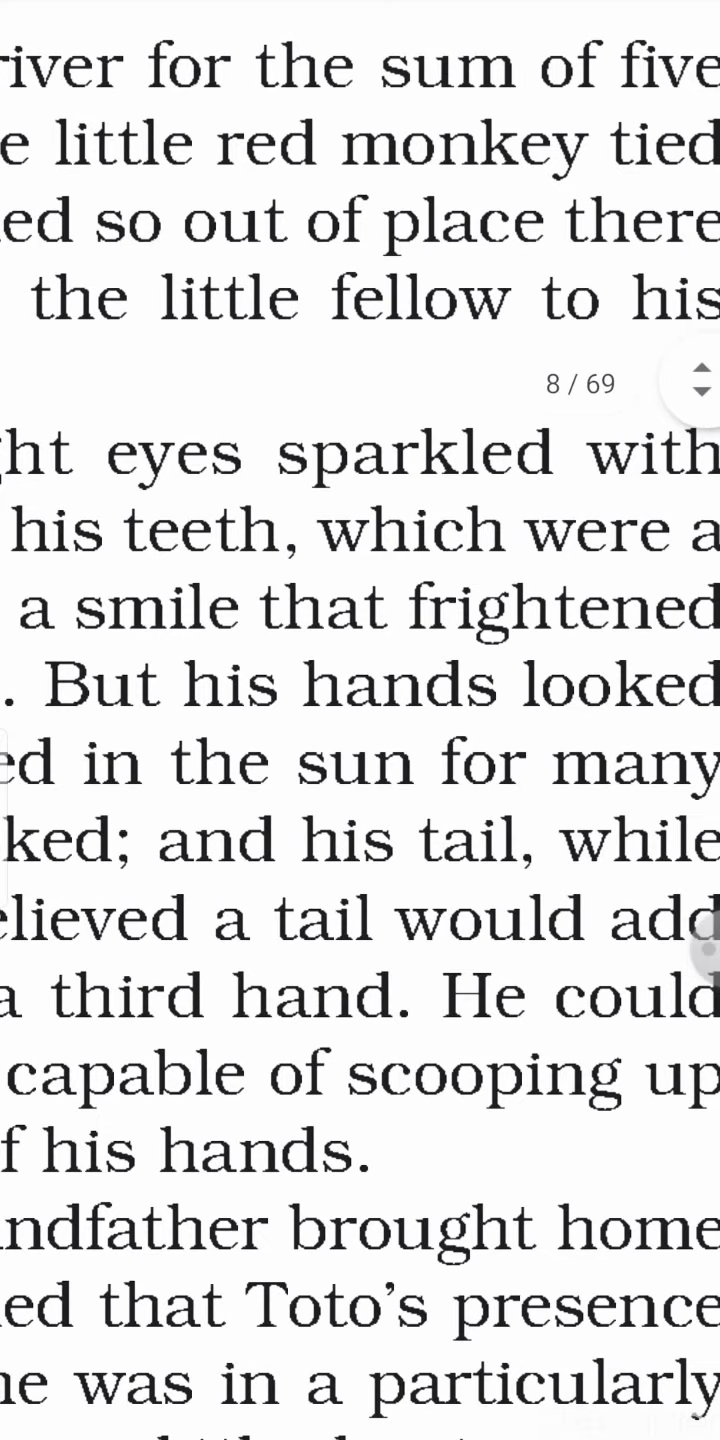 river for the sum of five
e little red monkey tied
ed so out of place there
the little fellow to his
8 / 69
ht eyes sparkled with
his teeth, which were a
a smile that frightened
. But his hands looked
ed in the sun for many
ked; and his tail, while
elieved a tail would add
a third hand. He could
capable of scooping up
f his hands.
ndfather brought home
ed that Toto's presence
he was in a particularly